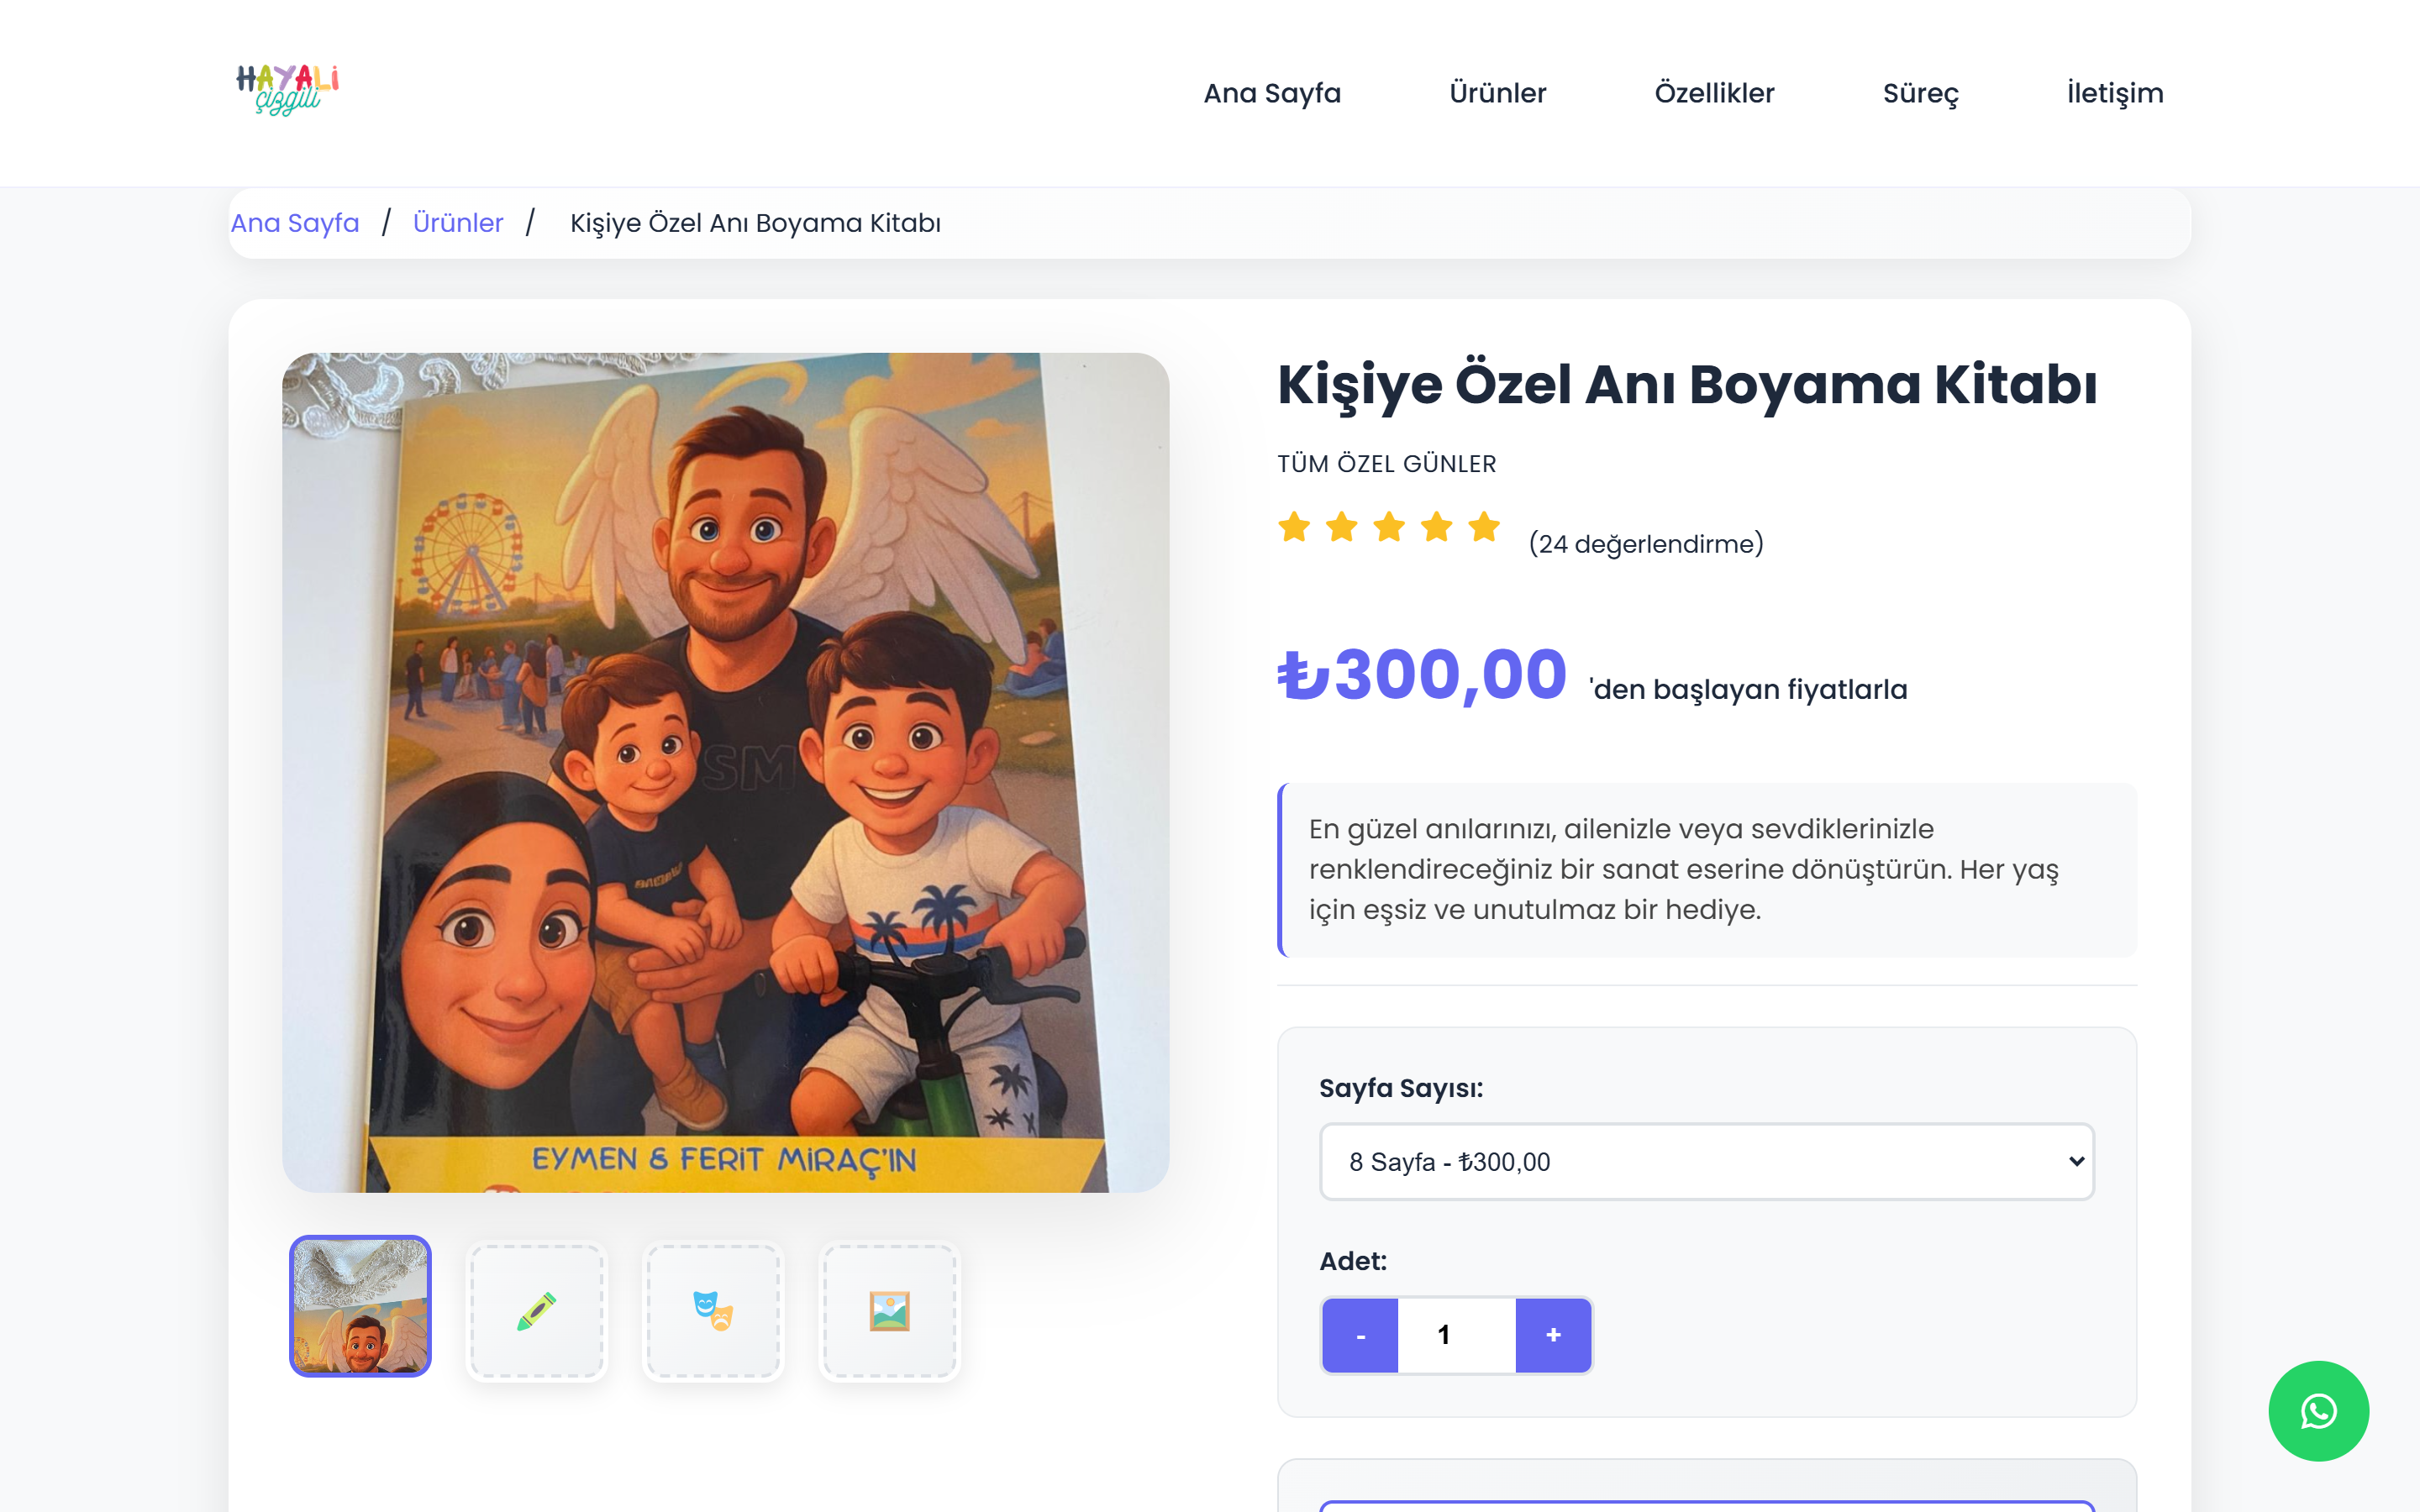 HAYALİ
çizgili
Ana Sayfa
Ürünler
Özellikler
Süreç
İletişim
Ana Sayfa / Ürünler / Kişiye Özel Anı Boyama Kitabı
SM
EYMEN & FERİT MİRAÇ'IN
Kişiye Özel Anı Boyama Kitabı
TÜM ÖZEL GÜNLER
(24 değerlendirme)
₺300,00 'den başlayan fiyatlarla
En güzel anılarınızı, ailenizle veya sevdiklerinizle
renklendireceğiniz bir sanat eserine dönüştürün. Her yaş
için eşsiz ve unutulmaz bir hediye.
Sayfa Sayısı:
8 Sayfa - ₺300,00
Adet:
- 1 +